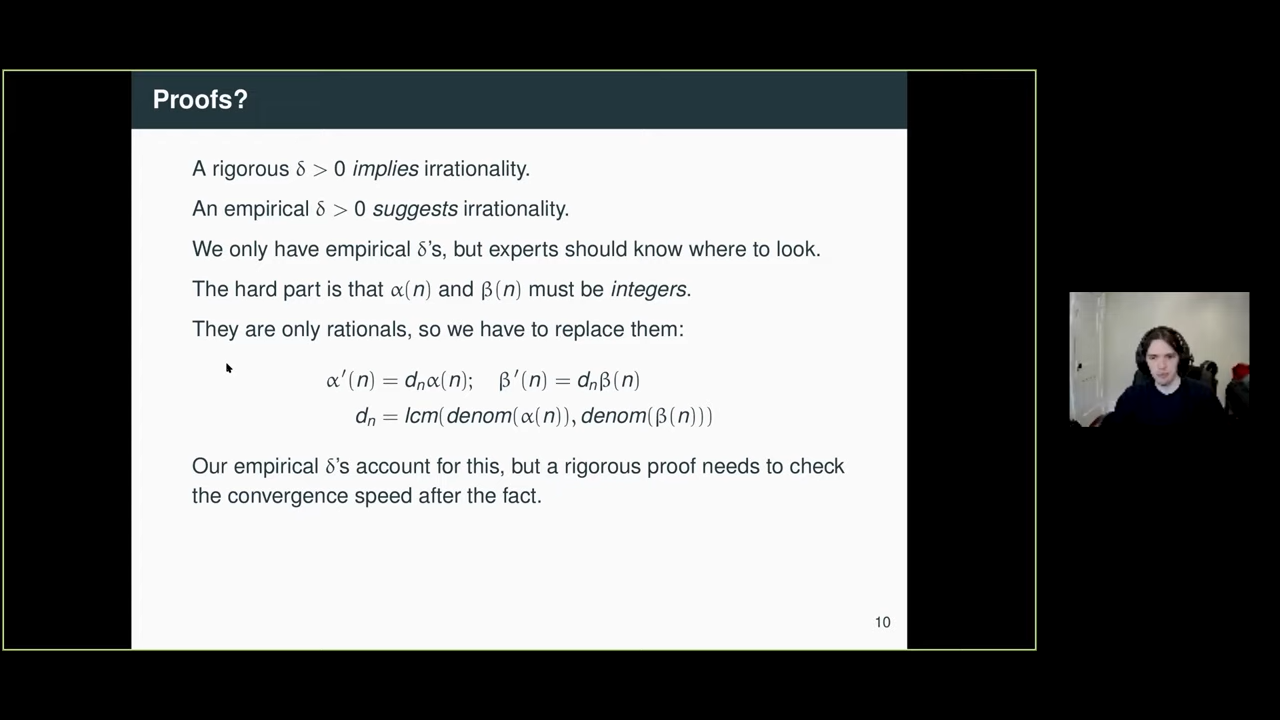 Proofs?
A rigorous δ > 0 implies irrationality.
An empirical δ > 0 suggests irrationality.
We only have empirical δ's, but experts should know where to look.
The hard part is that α(n) and β(n) must be integers.
They are only rationals, so we have to replace them:
α′(n) = dₙα(n); β′(n) = dₙβ(n)
dₙ = lcm(denom(α(n)), denom(β(n)))
Our empirical δ's account for this, but a rigorous proof needs to check
the convergence speed after the fact.
10